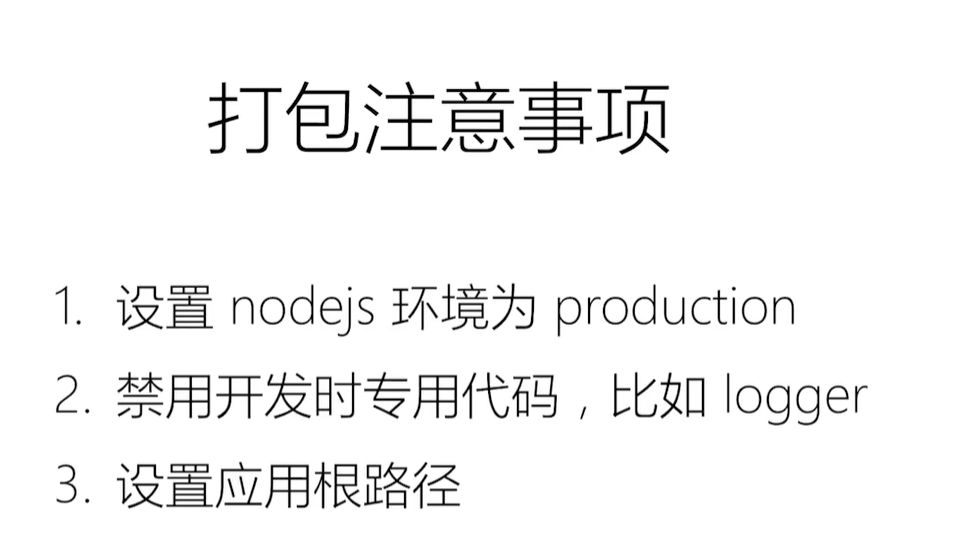 打包注意事项
1. 设置 nodejs 环境为 production
2. 禁用开发时专用代码，比如 logger
3. 设置应用根路径